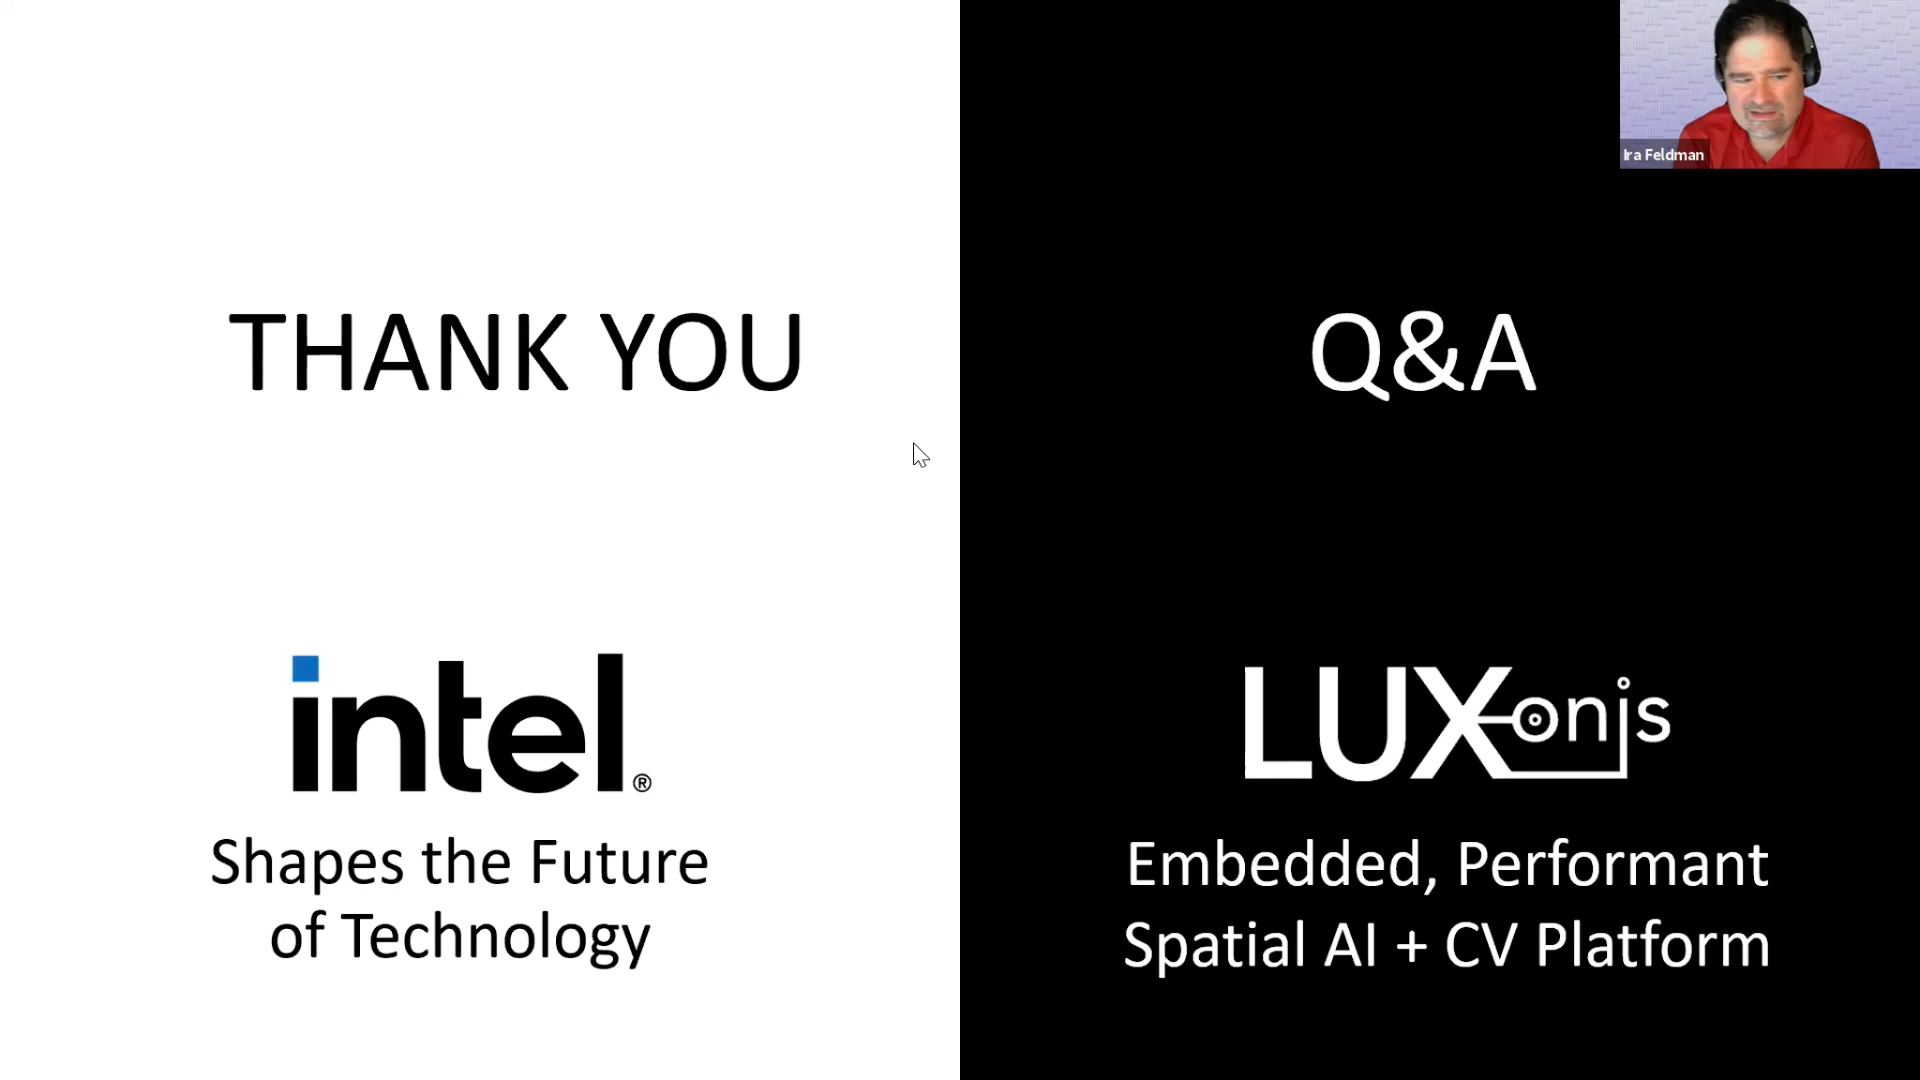 Ira Feldman
THANK YOU
Q&A
intel®
LUXonis
Shapes the Future
of Technology
Embedded, Performant
Spatial AI + CV Platform